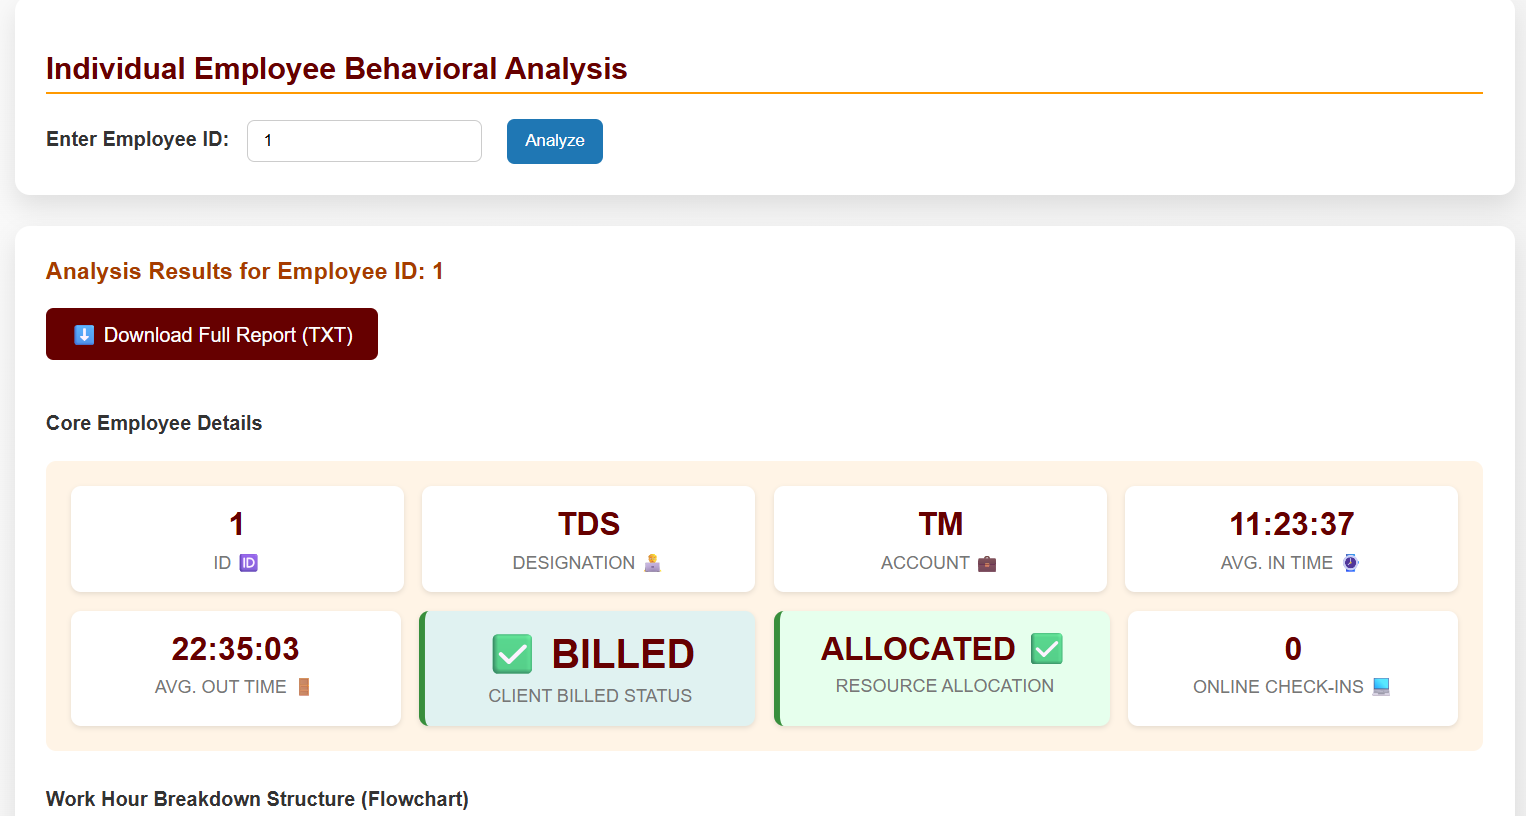 Individual Employee Behavioral Analysis
Enter Employee ID: 1 Analyze
Analysis Results for Employee ID: 1
Download Full Report (TXT)
Core Employee Details
1
ID 🆔
TDS
DESIGNATION
TM
ACCOUNT
11:23:37
AVG. IN TIME
22:35:03
AVG. OUT TIME
BILLED
CLIENT BILLED STATUS
ALLOCATED
RESOURCE ALLOCATION
0
ONLINE CHECK-INS
Work Hour Breakdown Structure (Flowchart)